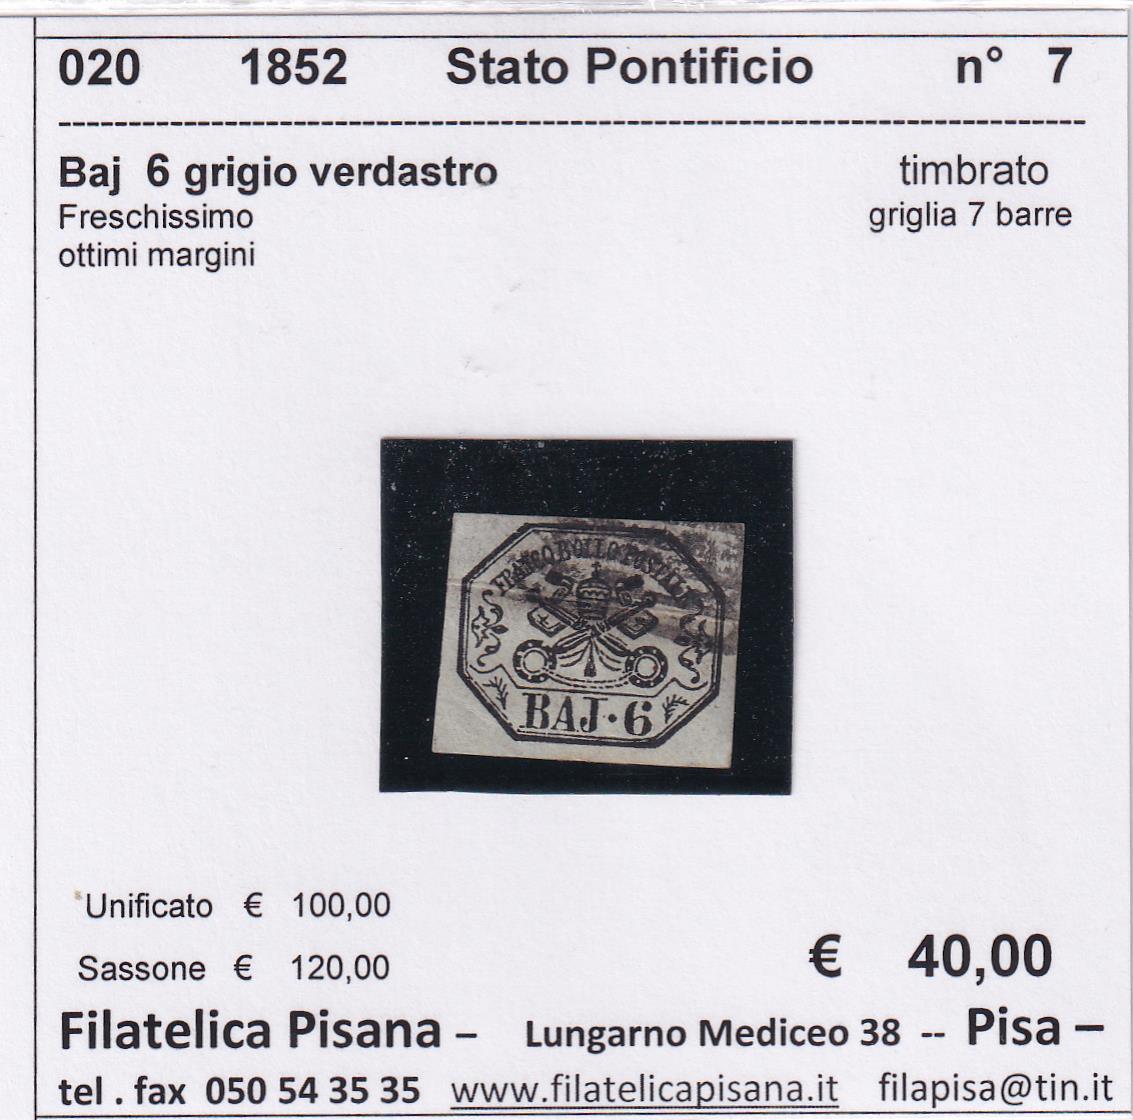 020 1852 Stato Pontificio n° 7
--------------------------------------------------------------------------
Baj 6 grigio verdastro timbrato
Freschissimo griglia 7 barre
ottimi margini
FRANCO BOLLO POSTALE
BAJ·6
Unificato € 100,00
Sassone € 120,00
€ 40,00
Filatelica Pisana – Lungarno Mediceo 38 -- Pisa –
tel . fax 050 54 35 35 www.filatelicapisana.it filapisa@tin.it